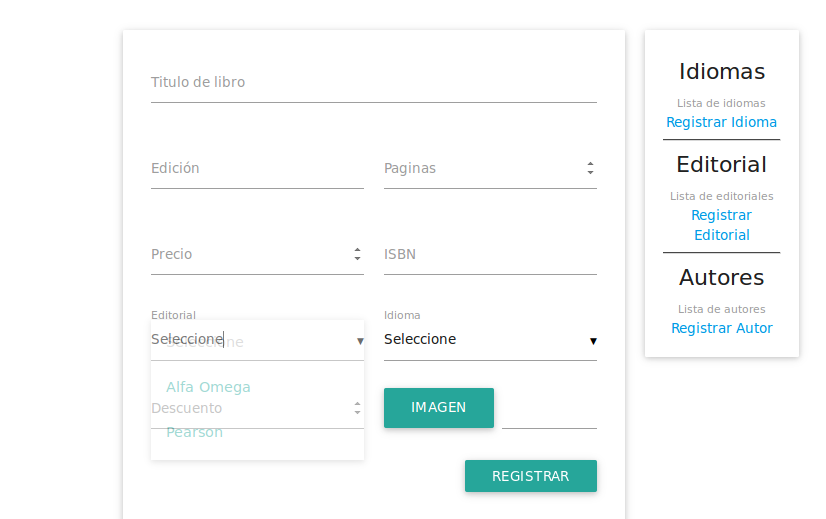 Titulo de libro
Edición
Paginas
Precio
ISBN
Editorial
Idioma
Seleccione
Seleccione
Seleccione
Alfa Omega
Descuento
Pearson
IMAGEN
REGISTRAR
Idiomas
Lista de idiomas
Registrar Idioma
Editorial
Lista de editoriales
Registrar
Editorial
Autores
Lista de autores
Registrar Autor